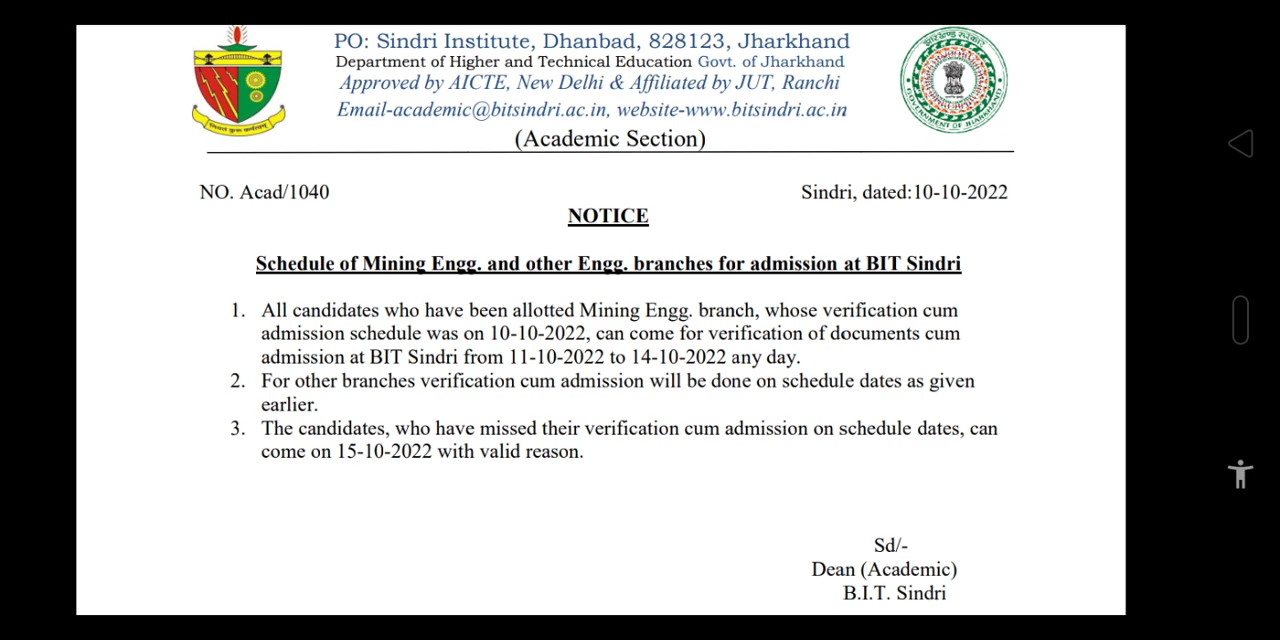 PO: Sindri Institute, Dhanbad, 828123, Jharkhand
Department of Higher and Technical Education Govt. of Jharkhand
Approved by AICTE, New Delhi & Affiliated by JUT, Ranchi
Email-academic@bitsindri.ac.in, website-www.bitsindri.ac.in
(Academic Section)
झारखण्ड सरकार
GOVERNMENT OF JHARKHAND
NO. Acad/1040
Sindri, dated:10-10-2022
NOTICE
Schedule of Mining Engg. and other Engg. branches for admission at BIT Sindri
1. All candidates who have been allotted Mining Engg. branch, whose verification cum
admission schedule was on 10-10-2022, can come for verification of documents cum
admission at BIT Sindri from 11-10-2022 to 14-10-2022 any day.
2. For other branches verification cum admission will be done on schedule dates as given
earlier.
3. The candidates, who have missed their verification cum admission on schedule dates, can
come on 15-10-2022 with valid reason.
Sd/-
Dean (Academic)
B.I.T. Sindri